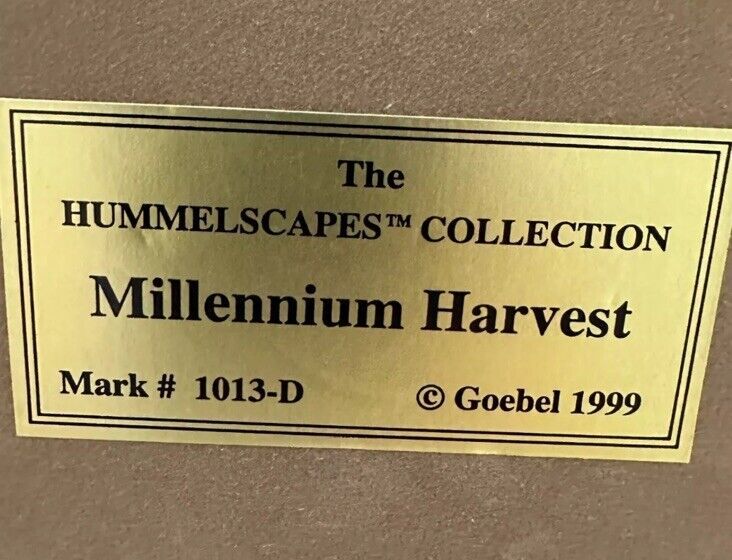 The
HUMMELSCAPES™ COLLECTION
Millennium Harvest
Mark # 1013-D © Goebel 1999